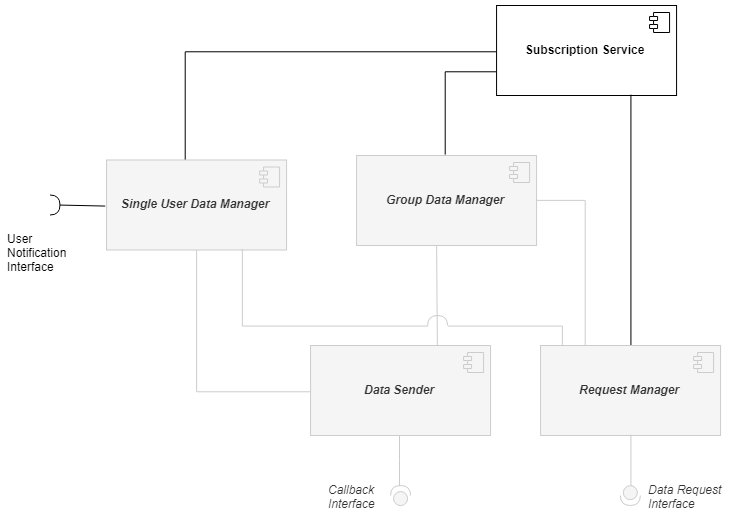 Subscription Service
Single User Data Manager
Group Data Manager
User
Notification
Interface
Data Sender
Request Manager
Callback
Interface
Data Request
Interface